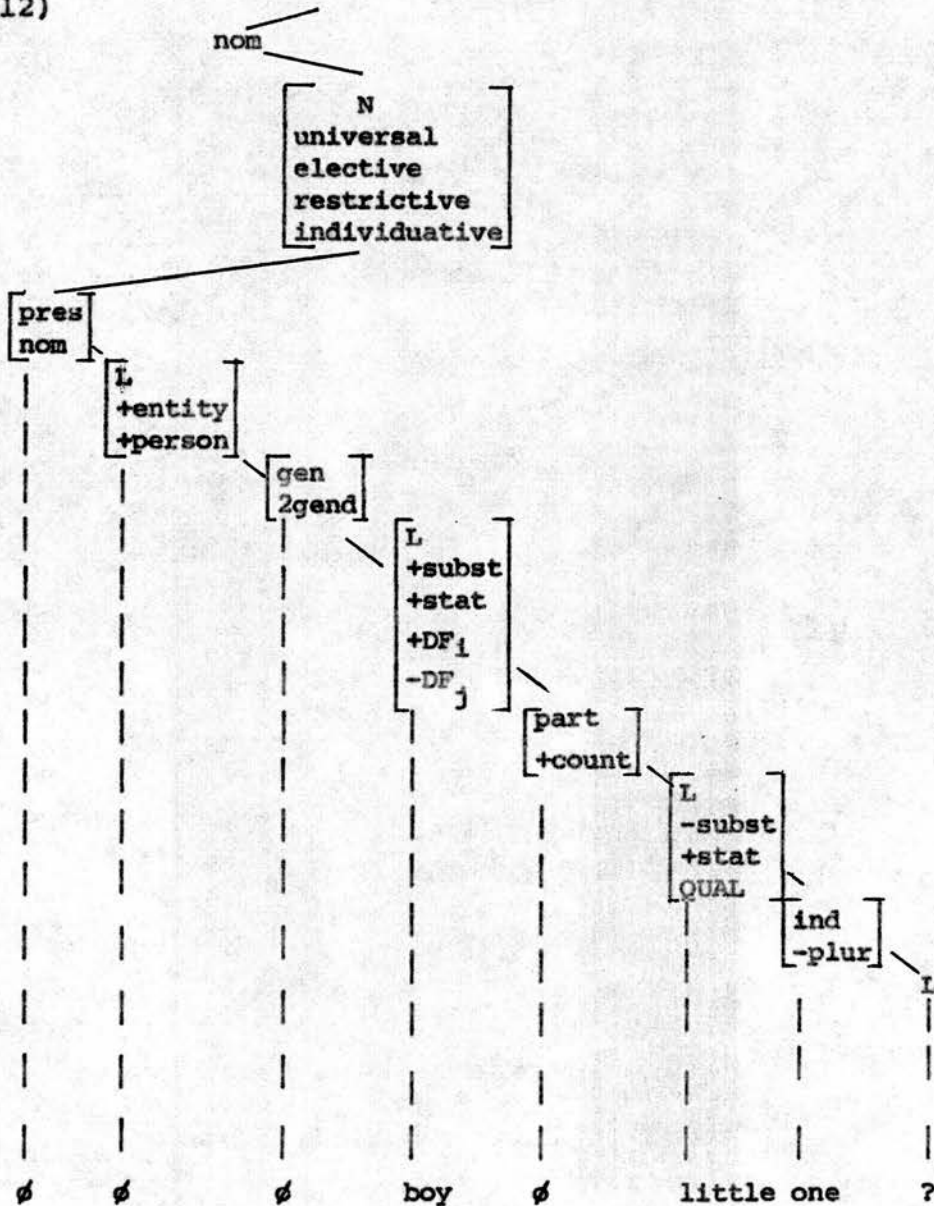 12)
nom
N
universal
elective
restrictive
individuative
pres
nom
L
+entity
+person
gen
2gend
L
+subst
+stat
+DFi
-DFj
part
+count
L
-subst
+stat
QUAL
ind
-plur
L
ø ø ø boy ø little one ?